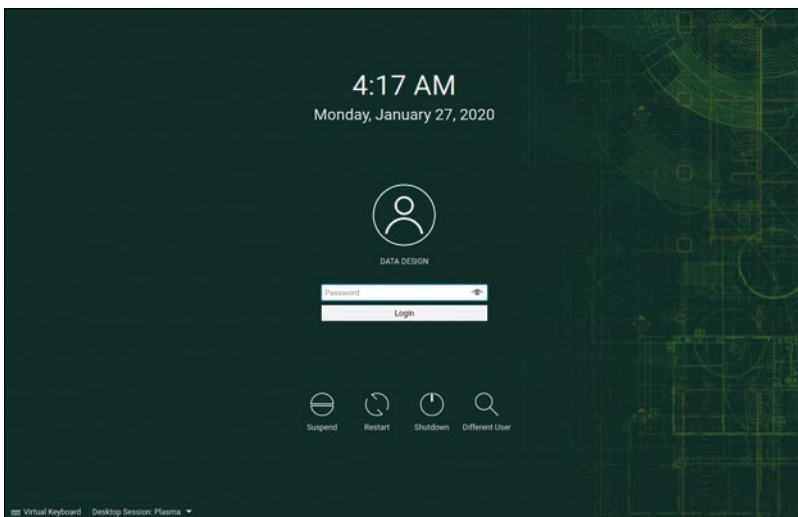 4:17 AM
Monday, January 27, 2020
DATA DESIGN
Password
Login
Suspend Restart Shutdown Different User
Virtual Keyboard Desktop Session: Plasma